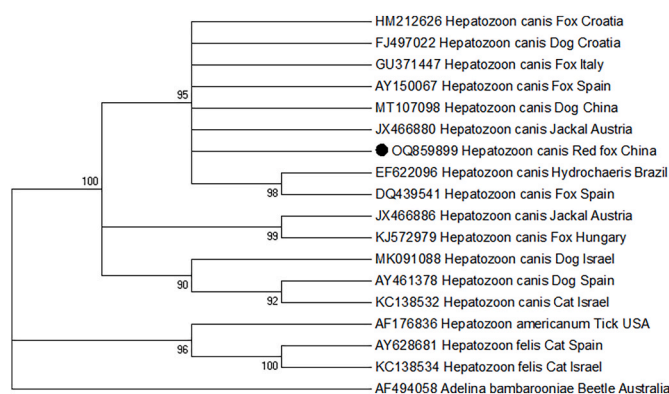 HM212626 Hepatozoon canis Fox Croatia
FJ497022 Hepatozoon canis Dog Croatia
GU371447 Hepatozoon canis Fox Italy
95
AY150067 Hepatozoon canis Fox Spain
MT107098 Hepatozoon canis Dog China
JX466880 Hepatozoon canis Jackal Austria
OQ859899 Hepatozoon canis Red fox China
EF622096 Hepatozoon canis Hydrochaeris Brazil
100
98
DQ439541 Hepatozoon canis Fox Spain
JX466886 Hepatozoon canis Jackal Austria
99
KJ572979 Hepatozoon canis Fox Hungary
MK091088 Hepatozoon canis Dog Israel
90
AY461378 Hepatozoon canis Dog Spain
92
KC138532 Hepatozoon canis Cat Israel
AF176836 Hepatozoon americanum Tick USA
96
AY628681 Hepatozoon felis Cat Spain
100
KC138534 Hepatozoon felis Cat Israel
AF494058 Adelina bambarooniae Beetle Australia